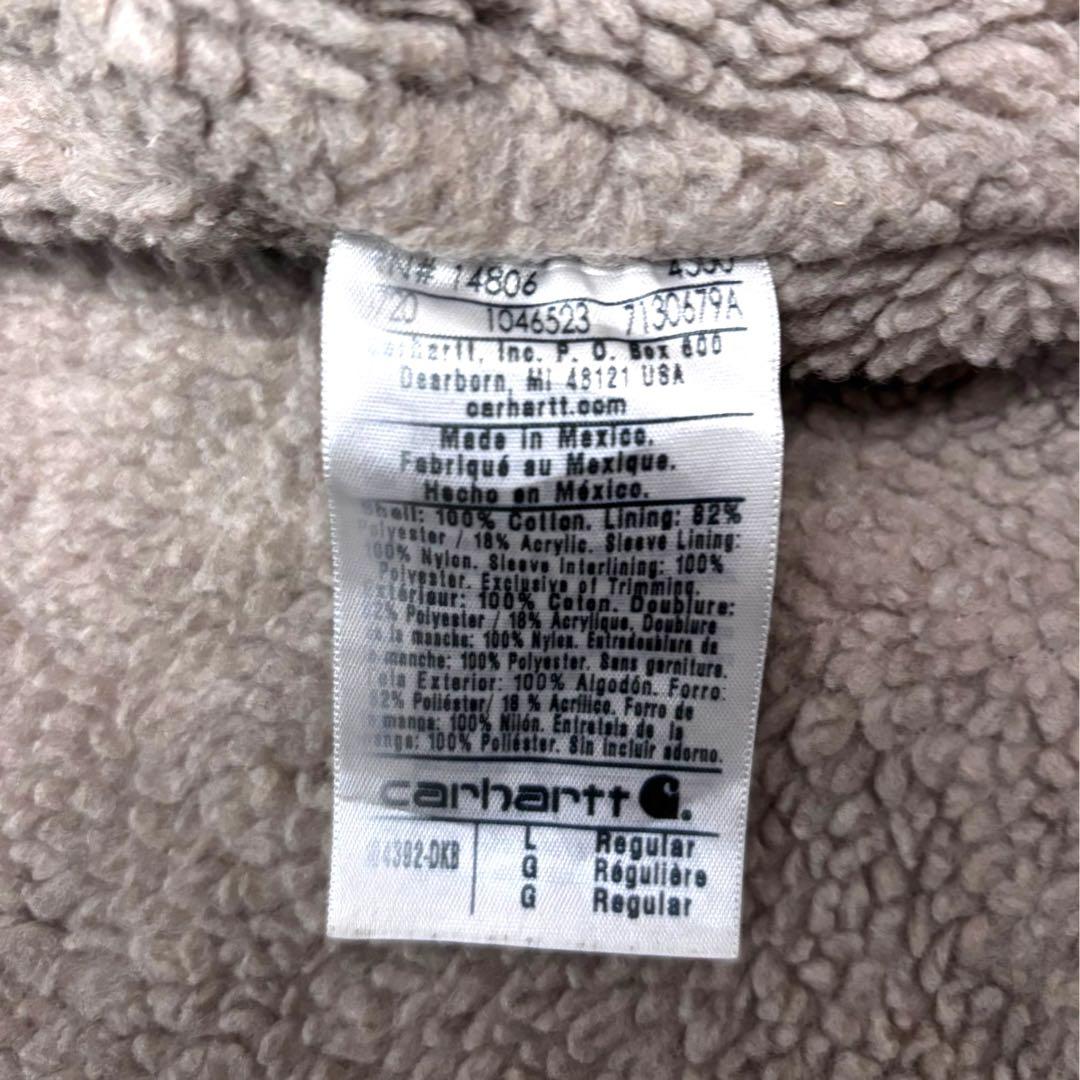 # 14806
/20 1046523 7130679A
Inc. P. O. Box 600
Dearborn, MI 48121 USA
carhartt.com
Made in Mexico.
Fabriqué au Mexique.
Hecho en México.
Shell: 100% Cotton. Lining: 82%
Polyester / 18% Acrylic. Sleeve Lining:
100% Nylon. Sleeve Interlining: 100%
Polyester. Exclusive of Trimming.
Extérieur: 100% Coton. Doublure:
82% Polyester / 18% Acrylique. Doublure
de la manche: 100% Nylon. Entredoublure de
manche: 100% Polyester. Sans garniture.
Tela Exterior: 100% Algodón. Forro:
82% Poliéster/ 18 % Acrílico. Forro de
manga: 100% Nilón. Entretela de la
manga: 100% Poliéster. Sin incluir adorno.
carhartt
4392-DKB L Regular
G Régulière
G Regular